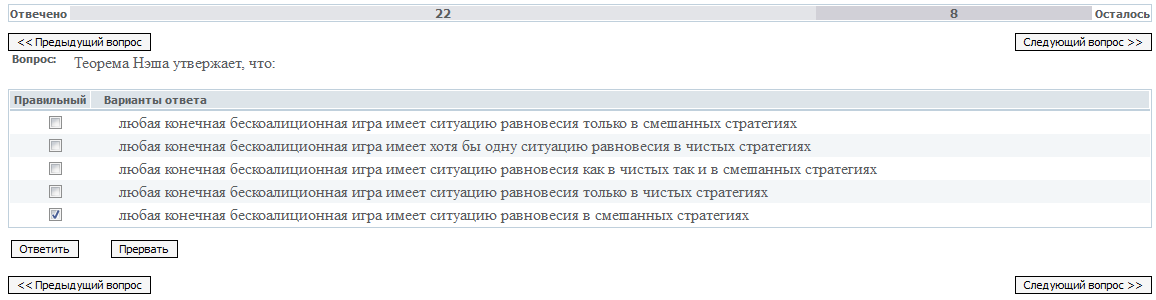 Отвечено 22 8 Осталось
<< Предыдущий вопрос Следующий вопрос >>
Вопрос: Теорема Нэша утвержает, что:
Правильный Варианты ответа
любая конечная бескоалиционная игра имеет ситуацию равновесия только в смешанных стратегиях
любая конечная бескоалиционная игра имеет хотя бы одну ситуацию равновесия в чистых стратегиях
любая конечная бескоалиционная игра имеет ситуацию равновесия как в чистых так и в смешанных стратегиях
любая конечная бескоалиционная игра имеет ситуацию равновесия только в чистых стратегиях
любая конечная бескоалиционная игра имеет ситуацию равновесия в смешанных стратегиях
Ответить Прервать
<< Предыдущий вопрос Следующий вопрос >>